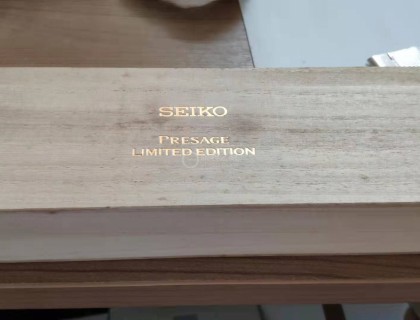 SEIKO
PRESAGE
LIMITED EDITION